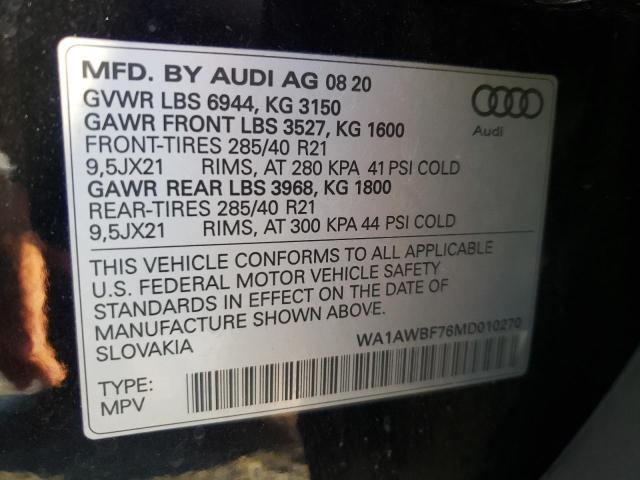 MFD. BY AUDI AG 08 20
GVWR LBS 6944, KG 3150
GAWR FRONT LBS 3527, KG 1600
FRONT-TIRES 285/40 R21
9,5JX21 RIMS, AT 280 KPA 41 PSI COLD
GAWR REAR LBS 3968, KG 1800
REAR-TIRES 285/40 R21
9,5JX21 RIMS, AT 300 KPA 44 PSI COLD
Audi
THIS VEHICLE CONFORMS TO ALL APPLICABLE
U.S. FEDERAL MOTOR VEHICLE SAFETY
STANDARDS IN EFFECT ON THE DATE OF
MANUFACTURE SHOWN ABOVE.
SLOVAKIA
WA1AWBF76MD010270
TYPE:
MPV